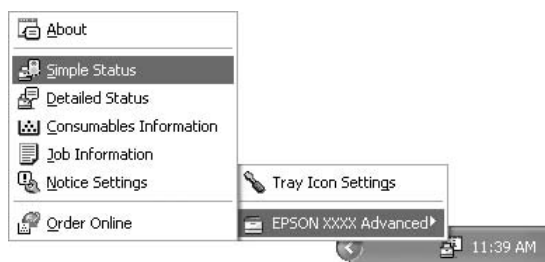 About
Simple Status
Detailed Status
Consumables Information
Job Information
Notice Settings
Order Online
Tray Icon Settings
EPSON XXXX Advanced
11:39 AM